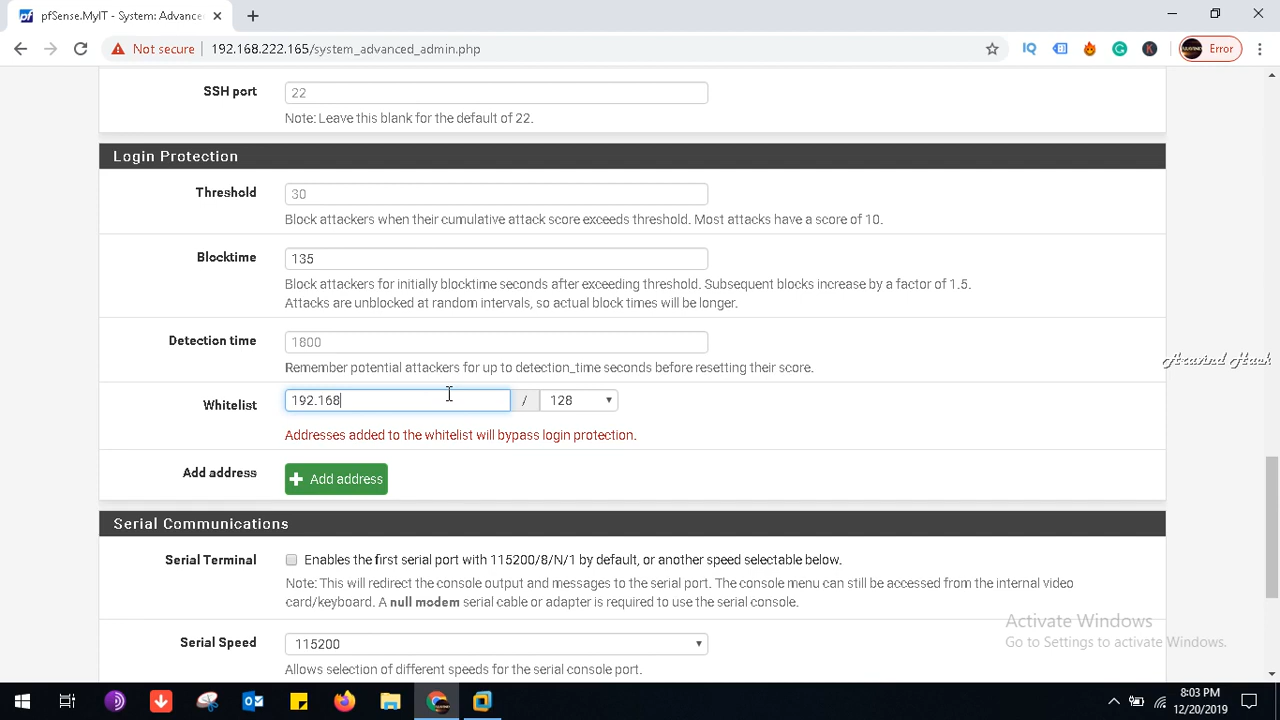 pfSense.MyIT - System: Advance
Not secure 192.168.222.165/system_advanced_admin.php
Error
SSH port 22
Note: Leave this blank for the default of 22.
Login Protection
Threshold 30
Block attackers when their cumulative attack score exceeds threshold. Most attacks have a score of 10.
Blocktime 135
Block attackers for initially blocktime seconds after exceeding threshold. Subsequent blocks increase by a factor of 1.5.
Attacks are unblocked at random intervals, so actual block times will be longer.
Detection time 1800
Remember potential attackers for up to detection_time seconds before resetting their score.
Aravind Hack
Whitelist 192.168 / 128
Addresses added to the whitelist will bypass login protection.
Add address Add address
Serial Communications
Serial Terminal Enables the first serial port with 115200/8/N/1 by default, or another speed selectable below.
Note: This will redirect the console output and messages to the serial port. The console menu can still be accessed from the internal video
card/keyboard. A null modem serial cable or adapter is required to use the serial console.
Activate Windows
Go to Settings to activate Windows.
Serial Speed 115200
Allows selection of different speeds for the serial console port.
8:03 PM
12/20/2019